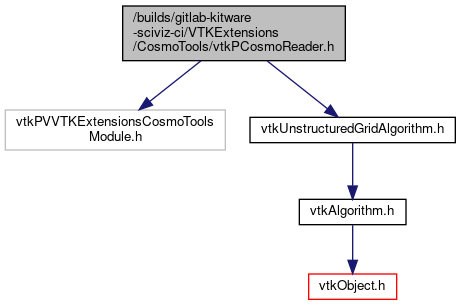 /builds/gitlab-kitware
-sciviz-ci/VTKExtensions
/CosmoTools/vtkPCosmoReader.h
vtkPVVTKExtensionsCosmoTools
Module.h
vtkUnstructuredGridAlgorithm.h
vtkAlgorithm.h
vtkObject.h